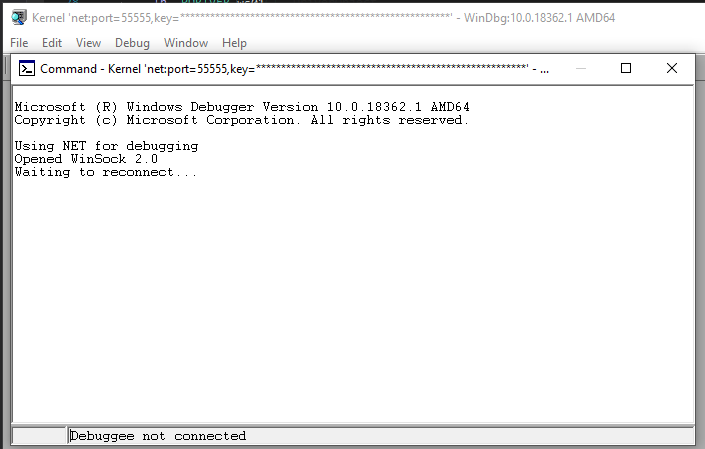 Kernel 'net:port=55555,key=*****************************************************' - WinDbg:10.0.18362.1 AMD64
File Edit View Debug Window Help
Command - Kernel 'net:port=55555,key=*****************************************************' - ...
Microsoft (R) Windows Debugger Version 10.0.18362.1 AMD64
Copyright (c) Microsoft Corporation. All rights reserved.
Using NET for debugging
Opened WinSock 2.0
Waiting to reconnect...
Debuggee not connected